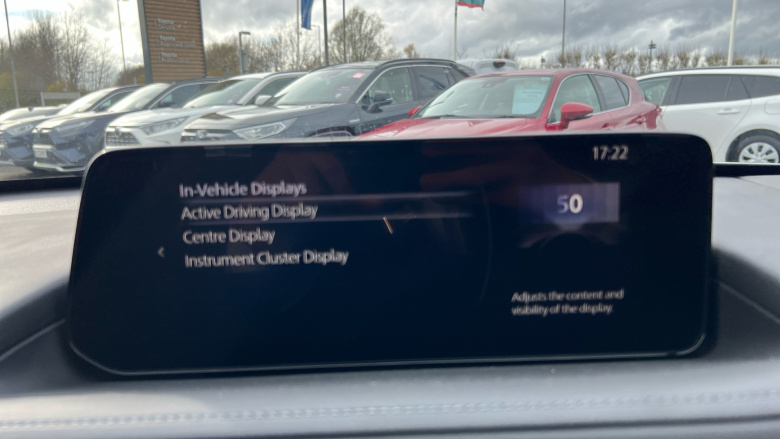 17:22
In-Vehicle Displays
Active Driving Display
Centre Display
Instrument Cluster Display
50
Adjusts the content and
visibility of the display